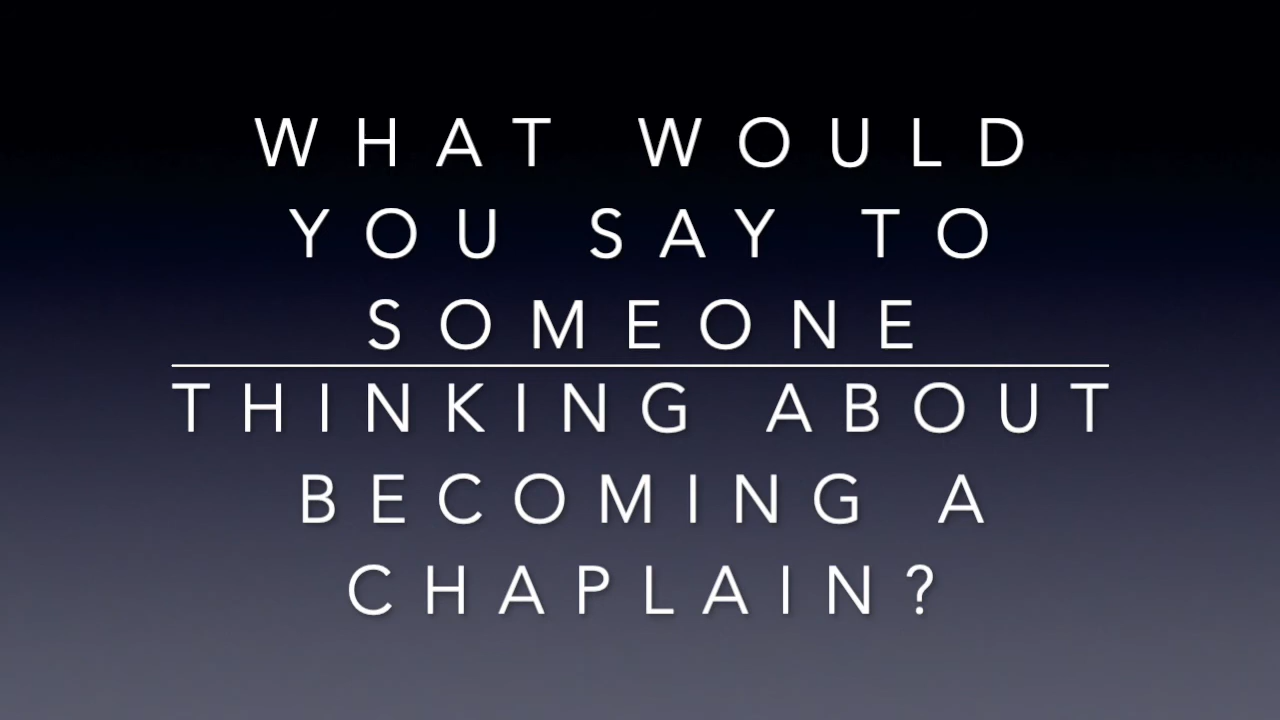 WHAT WOULD
YOU SAY TO
SOMEONE
THINKING ABOUT
BECOMING A
CHAPLAIN?